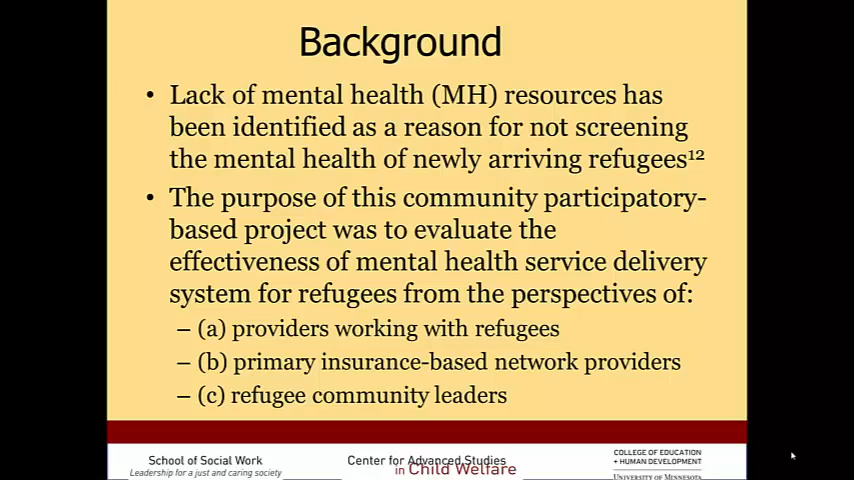 Background
• Lack of mental health (MH) resources has
been identified as a reason for not screening
the mental health of newly arriving refugees¹²
• The purpose of this community participatory-
based project was to evaluate the
effectiveness of mental health service delivery
system for refugees from the perspectives of:
– (a) providers working with refugees
– (b) primary insurance-based network providers
– (c) refugee community leaders
School of Social Work
Leadership for a just and caring society
Center for Advanced Studies
in Child Welfare
COLLEGE OF EDUCATION
+ HUMAN DEVELOPMENT
UNIVERSITY OF MINNESOTA